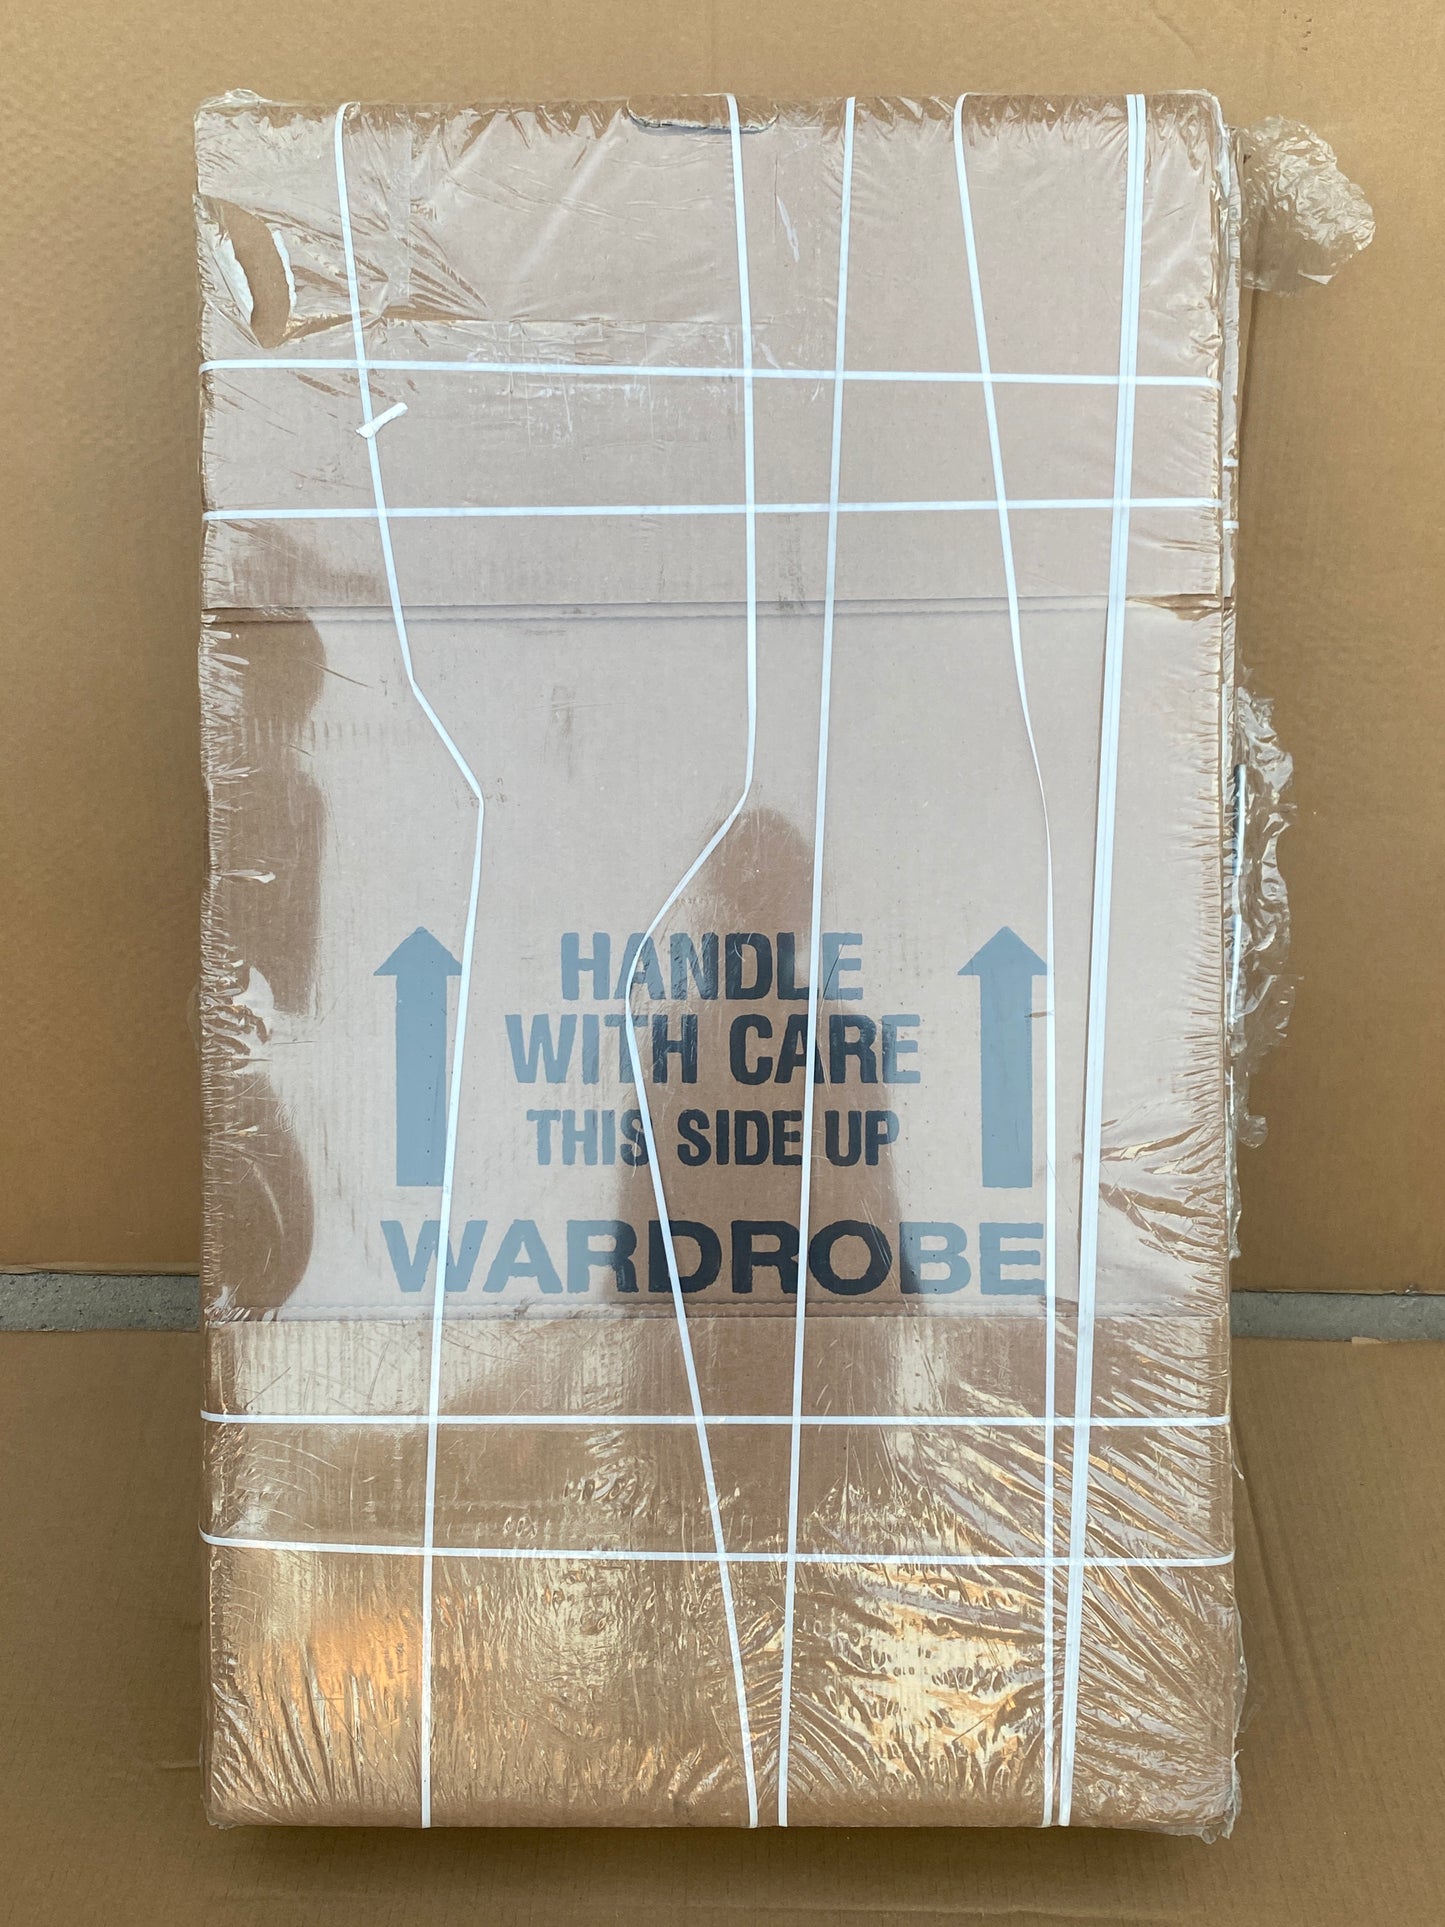 HANDLE
WITH CARE
THIS SIDE UP
WARDROBE